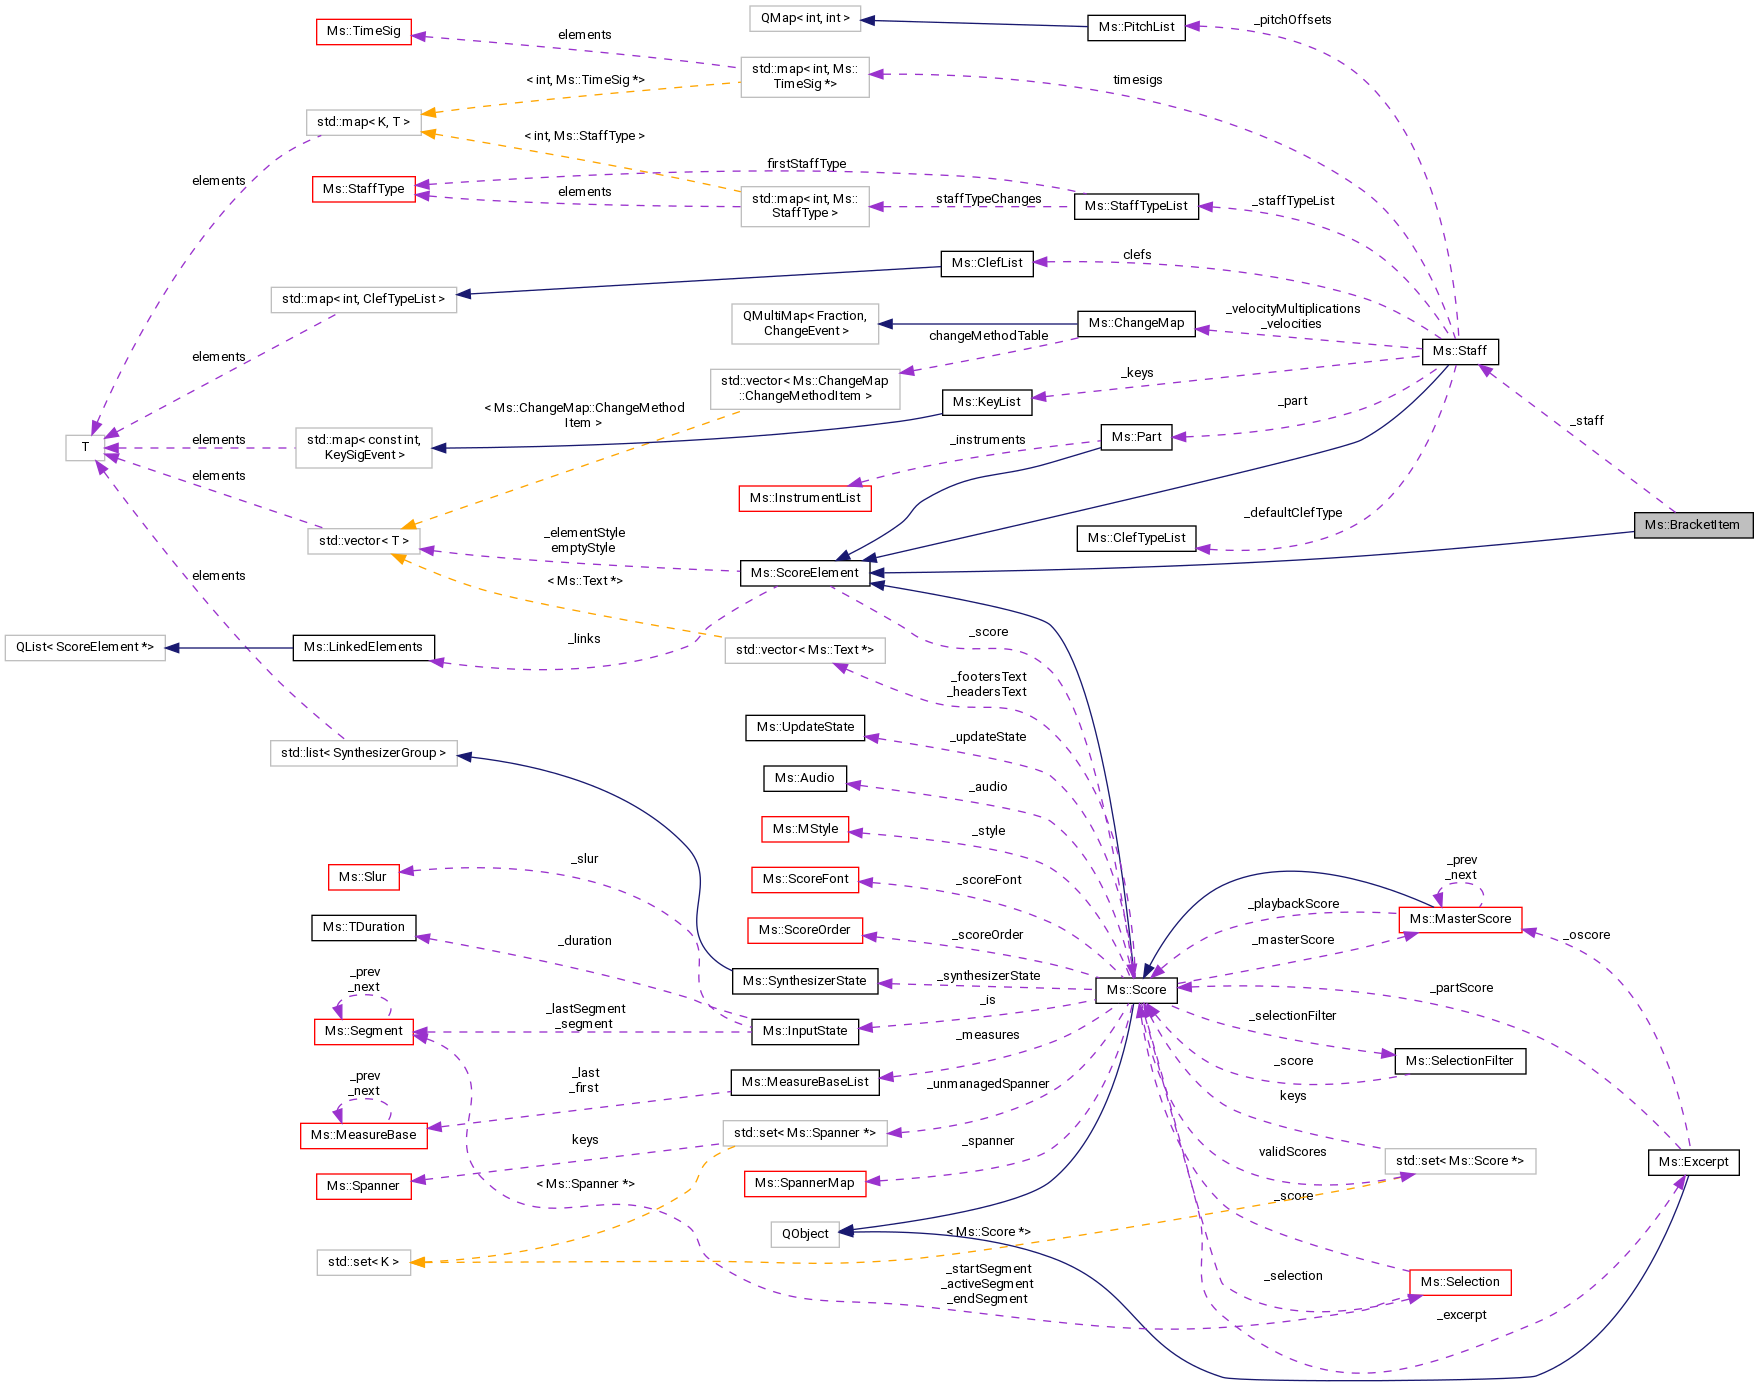 QMap< int, int >
Ms::PitchList
_pitchOffsets
Ms::TimeSig
elements
std::map< int, Ms::
TimeSig *>
timesigs
< int, Ms::TimeSig *>
std::map< K, T >
< int, Ms::StaffType >
firstStaffType
elements
Ms::StaffType
elements
std::map< int, Ms::
StaffType >
staffTypeChanges
Ms::StaffTypeList
_staffTypeList
clefs
Ms::ClefList
std::map< int, ClefTypeList >
QMultiMap< Fraction,
ChangeEvent >
Ms::ChangeMap
_velocityMultiplications
_velocities
changeMethodTable
Ms::Staff
elements
std::vector< Ms::ChangeMap
::ChangeMethodItem >
_keys
Ms::KeyList
_part
< Ms::ChangeMap::ChangeMethod
Item >
_staff
T
elements
std::map< const int,
KeySigEvent >
_instruments
Ms::Part
elements
Ms::InstrumentList
_defaultClefType
Ms::BracketItem
std::vector< T >
_elementStyle
emptyStyle
Ms::ClefTypeList
elements
< Ms::Text *>
Ms::ScoreElement
QList< ScoreElement *>
Ms::LinkedElements
_links
_score
std::vector< Ms::Text *>
_footersText
_headersText
Ms::UpdateState
_updateState
std::list< SynthesizerGroup >
Ms::Audio
_audio
Ms::MStyle
_style
_slur
Ms::Slur
Ms::ScoreFont
_scoreFont
_prev
_next
_playbackScore
Ms::MasterScore
Ms::TDuration
_duration
Ms::ScoreOrder
_scoreOrder
_masterScore
_oscore
_prev
_next
Ms::SynthesizerState
_synthesizerState
Ms::Score
_partScore
_lastSegment
_segment
Ms::Segment
Ms::InputState
_is
_selectionFilter
_measures
_score
Ms::SelectionFilter
_prev
_next
_last
_first
Ms::MeasureBaseList
_unmanagedSpanner
keys
Ms::MeasureBase
keys
std::set< Ms::Spanner *>
_spanner
validScores
std::set< Ms::Score *>
Ms::Excerpt
Ms::Spanner
< Ms::Spanner *>
Ms::SpannerMap
_score
QObject
< Ms::Score *>
std::set< K >
_startSegment
_activeSegment
_endSegment
_selection
Ms::Selection
_excerpt